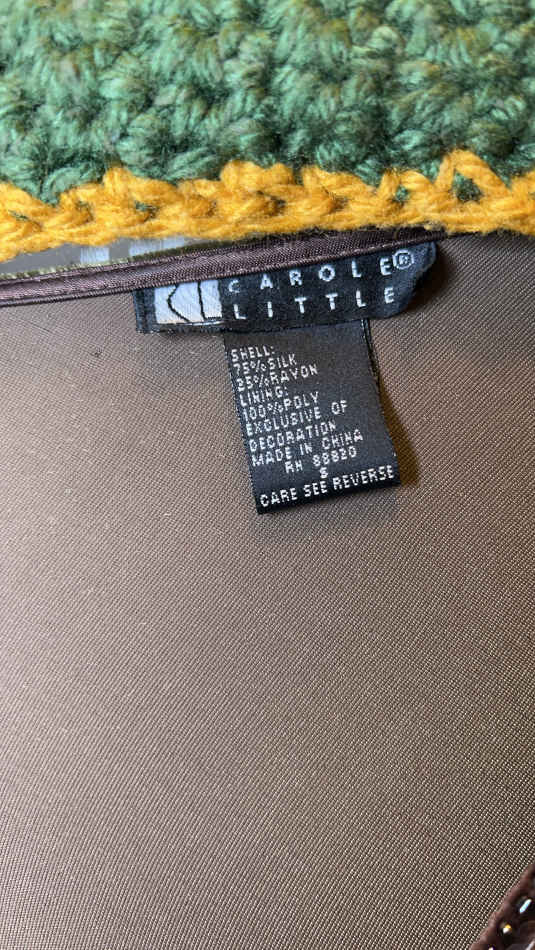 CAROLE®
LITTLE
SHELL:
75% SILK
25% RAYON
LINING:
100% POLY
EXCLUSIVE OF
DECORATION
MADE IN CHINA
RN 88820
S
CARE SEE REVERSE